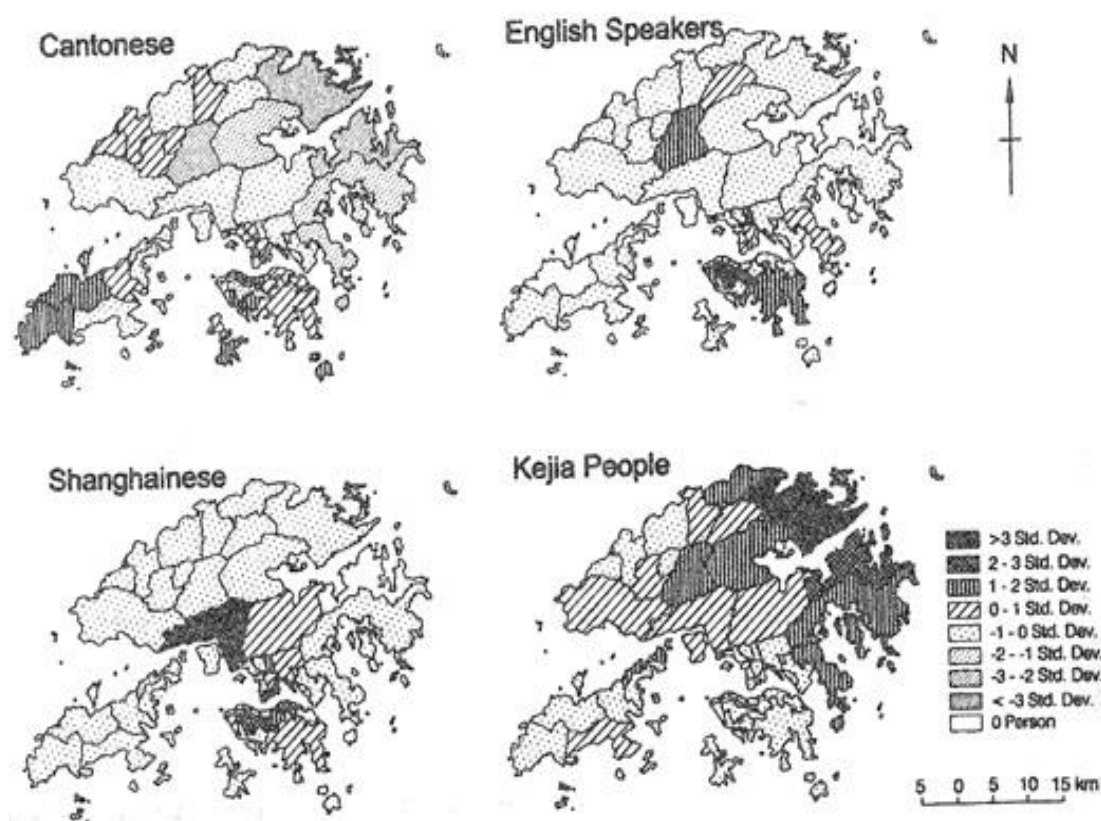 Cantonese
English Speakers
N
Shanghainese
Kejia People
>3 Std. Dev.
2 - 3 Std. Dev.
1 - 2 Std. Dev.
0 - 1 Std. Dev.
-1 - 0 Std. Dev.
-2 - -1 Std. Dev.
-3 - -2 Std. Dev.
< -3 Std. Dev.
0 Person
5 0 5 10 15 km